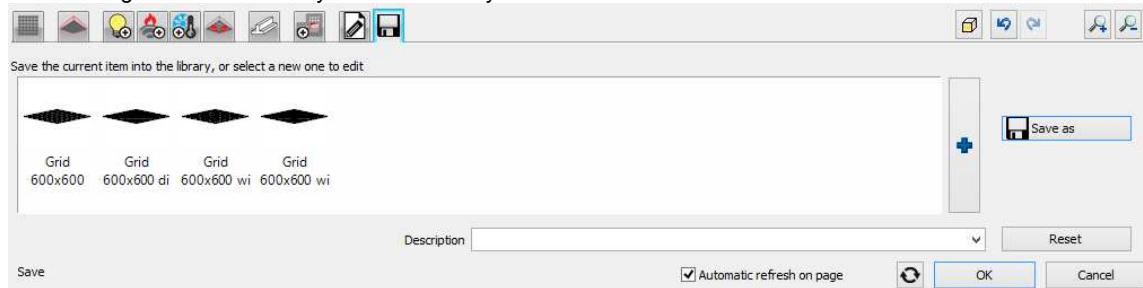 Save the current item into the library, or select a new one to edit
Save as
Grid
600x600
Grid
600x600 di
Grid
600x600 wi
Grid
600x600 wi
Description
Reset
Save
Automatic refresh on page
OK
Cancel